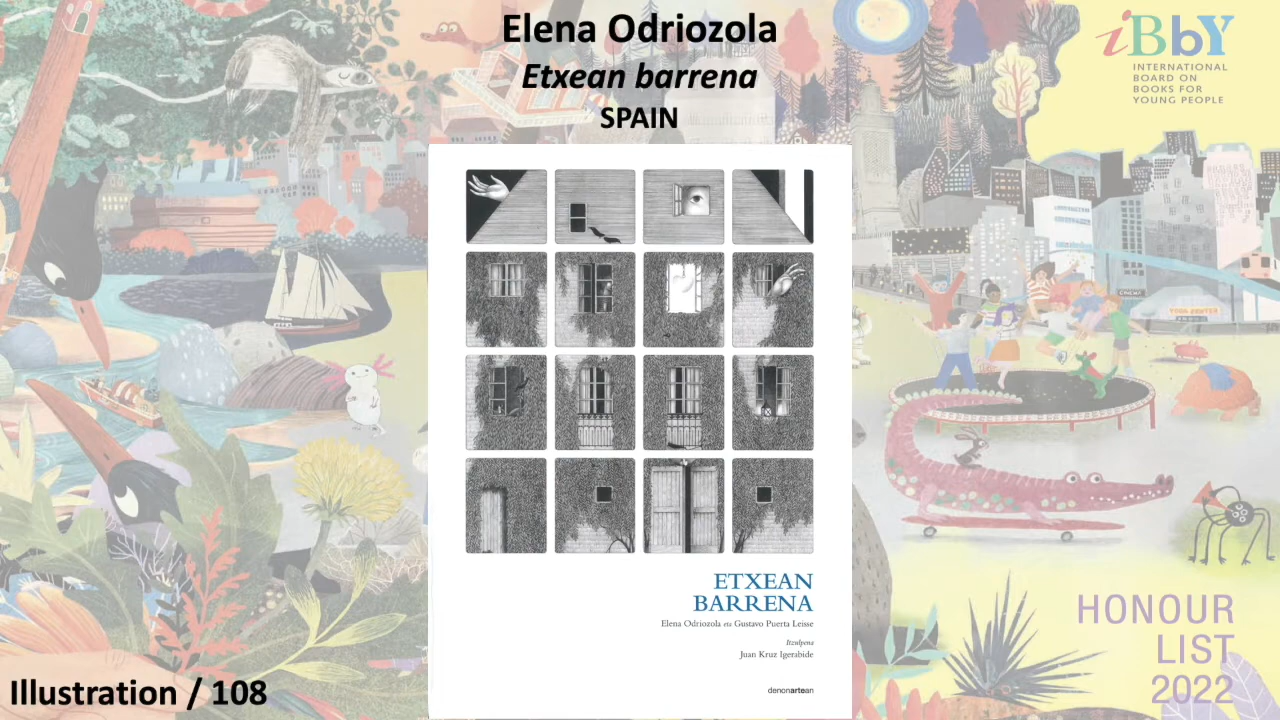 Elena Odriozola
Etxean barrena
SPAIN
iBbY
INTERNATIONAL
BOARD ON
BOOKS FOR
YOUNG PEOPLE
CINEMA
ETXEAN
BARRENA
Elena Odriozola eta Gustavo Puerta Leisse
Itzulpena
Juan Kruz Igerabide
denonartean
HONOUR
LIST
2022
Illustration / 108